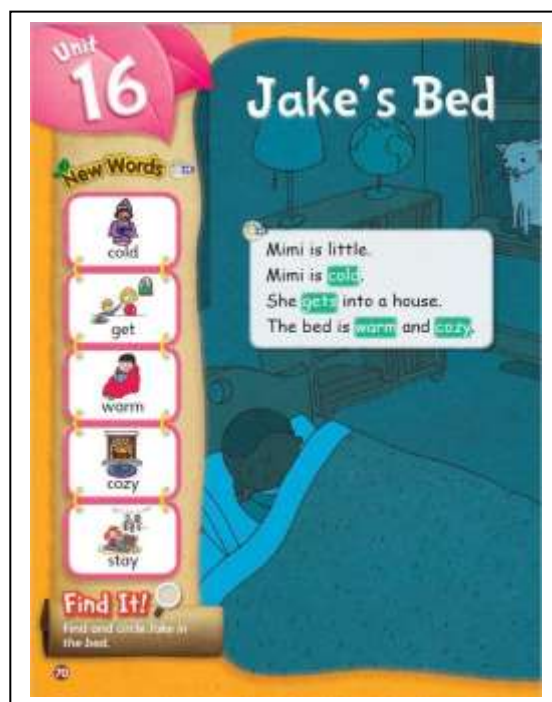 Unit
16
Jake's Bed
New Words
cold
get
warm
cozy
stay
Mimi is little.
Mimi is cold.
She gets into a house.
The bed is warm and cozy.
Find It!
Find and circle Jake in
the bed.
70